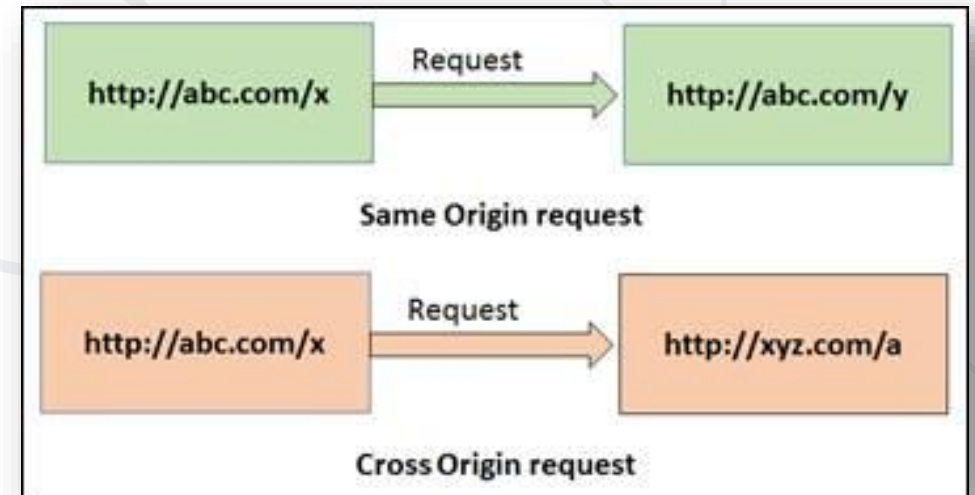 Request
http://abc.com/x
http://abc.com/y
Same Origin request
Request
http://abc.com/x
http://xyz.com/a
Cross Origin request